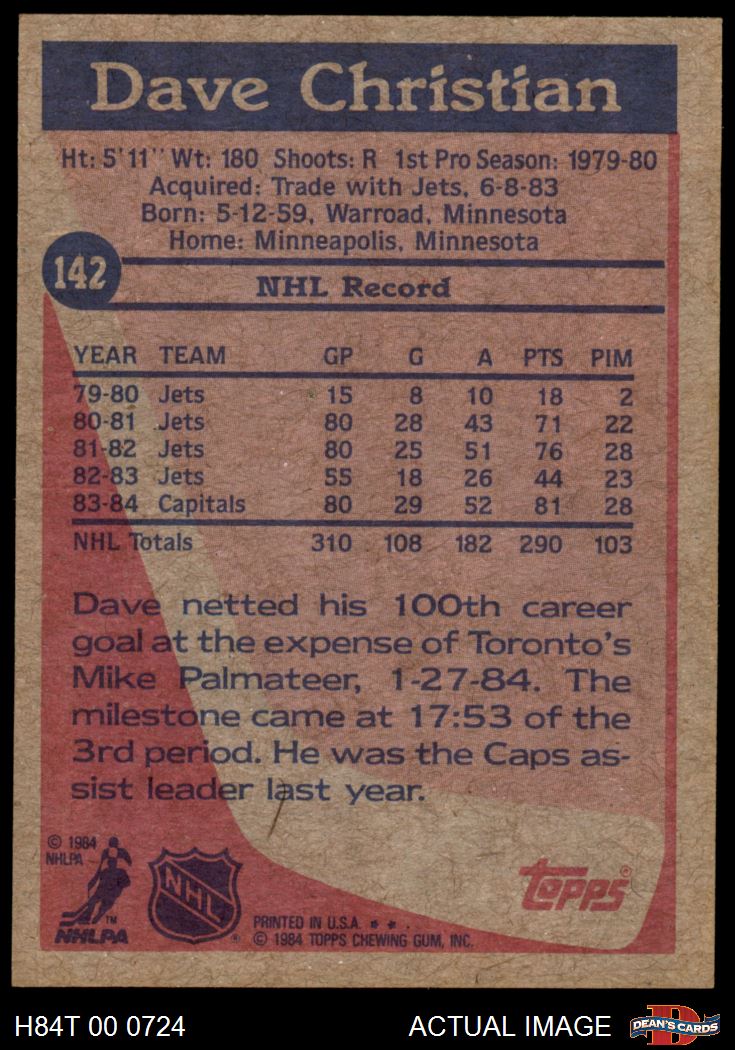 Dave Christian
Ht: 5'11'' Wt: 180 Shoots: R 1st Pro Season: 1979-80
Acquired: Trade with Jets, 6-8-83
Born: 5-12-59, Warroad, Minnesota
Home: Minneapolis, Minnesota
142
NHL Record
YEAR TEAM GP G A PTS PIM
79-80 Jets 15 8 10 18 2
80-81 Jets 80 28 43 71 22
81-82 Jets 80 25 51 76 28
82-83 Jets 55 18 26 44 23
83-84 Capitals 80 29 52 81 28
NHL Totals 310 108 182 290 103
Dave netted his 100th career
goal at the expense of Toronto's
Mike Palmateer, 1-27-84. The
milestone came at 17:53 of the
3rd period. He was the Caps as-
sist leader last year.
© 1984
NHLPA
TM
NHLPA
NHL
®
topps®
PRINTED IN U.S.A. * * .
© 1984 TOPPS CHEWING GUM, INC.
H84T 00 0724
ACTUAL IMAGE
D
DEAN'S CARDS